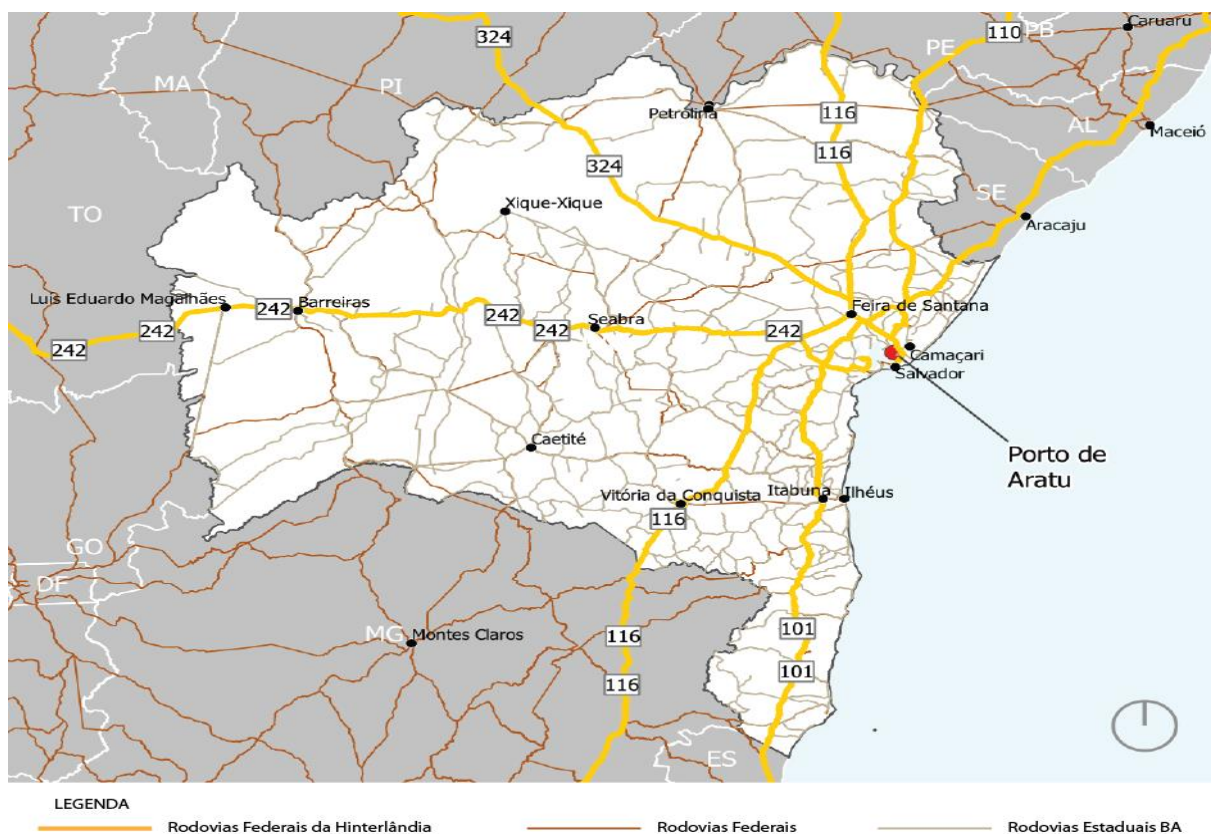 324
110
PB
Caruaru
PE
MA
PI
Petrolina
116
AL
Maceió
116
324
Xique-Xique
SE
TO
Aracaju
Luis Eduardo Magalhães
242
Barreiras
Feira de Santana
242
242
242
Seabra
242
242
Camaçari
Salvador
Caetité
Porto de
Aratu
Vitória da Conquista
Itabuna
Ilhéus
116
GO
DF
MG
Montes Claros
116
101
116
101
ES
LEGENDA
Rodovias Federais da Hinterlândia
Rodovias Federais
Rodovias Estaduais BA